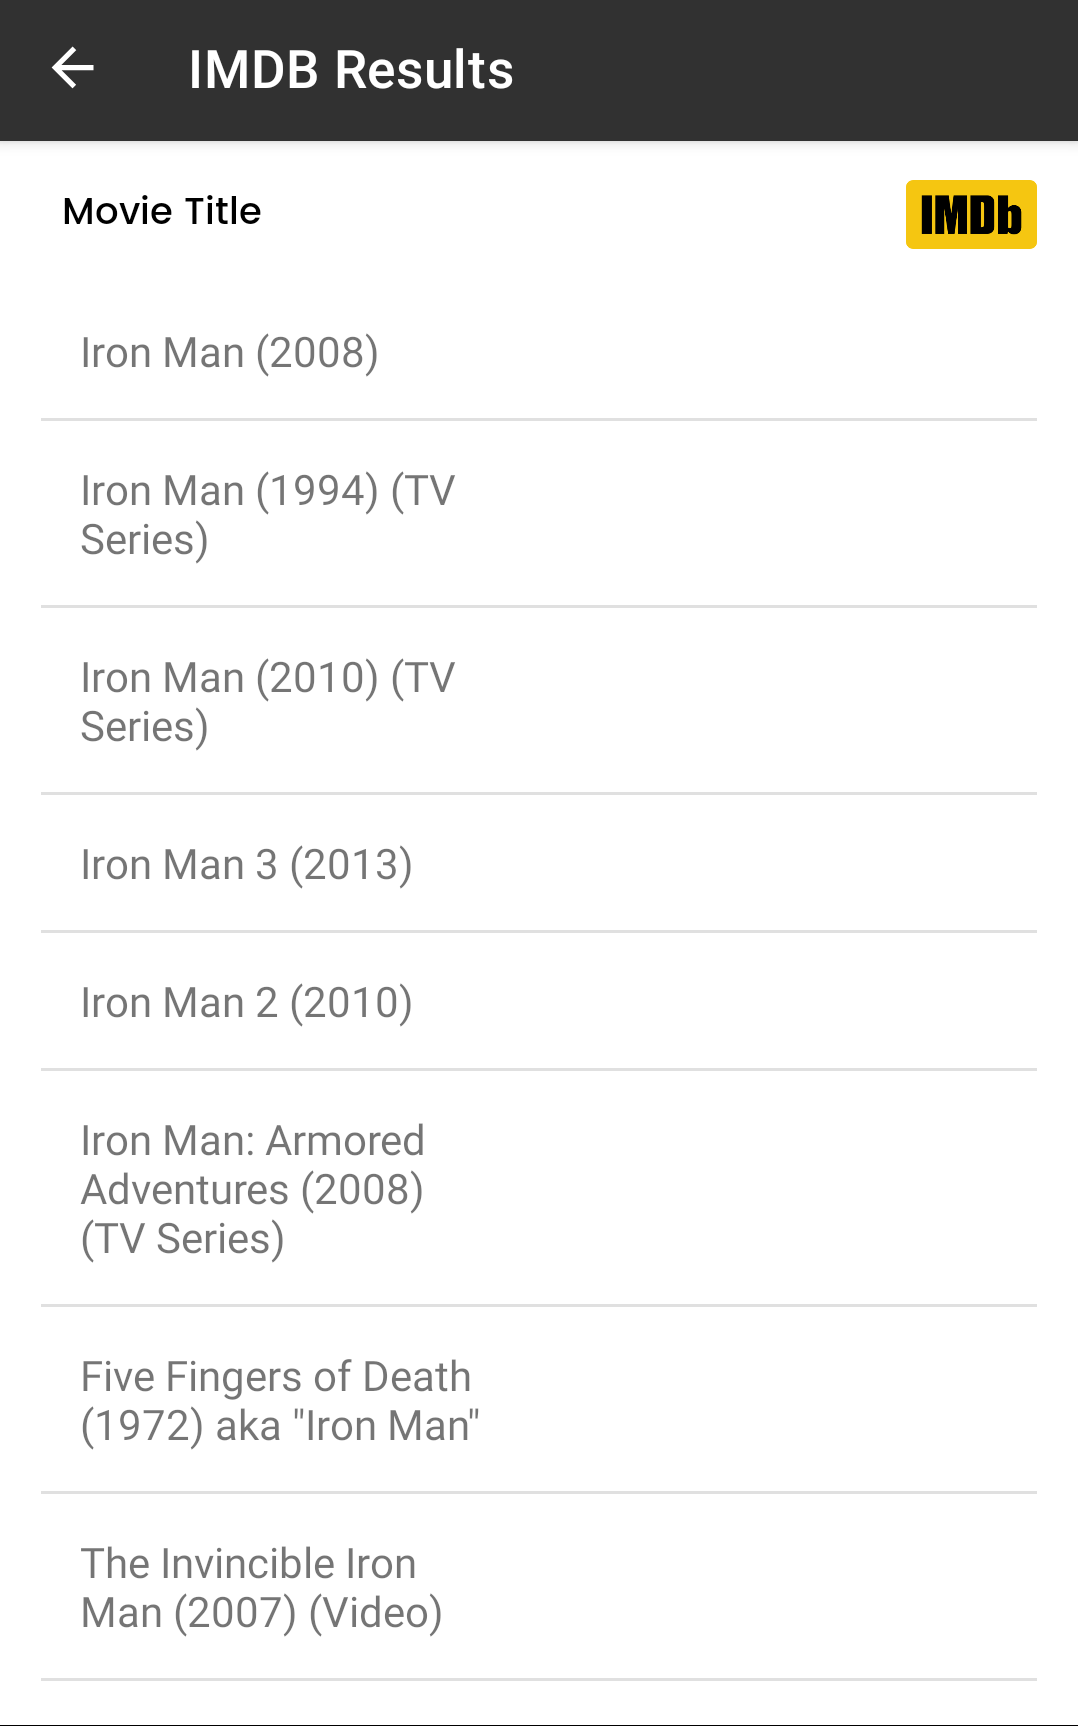 IMDB Results
Movie Title
IMDb
Iron Man (2008)
Iron Man (1994) (TV
Series)
Iron Man (2010) (TV
Series)
Iron Man 3 (2013)
Iron Man 2 (2010)
Iron Man: Armored
Adventures (2008)
(TV Series)
Five Fingers of Death
(1972) aka "Iron Man"
The Invincible Iron
Man (2007) (Video)